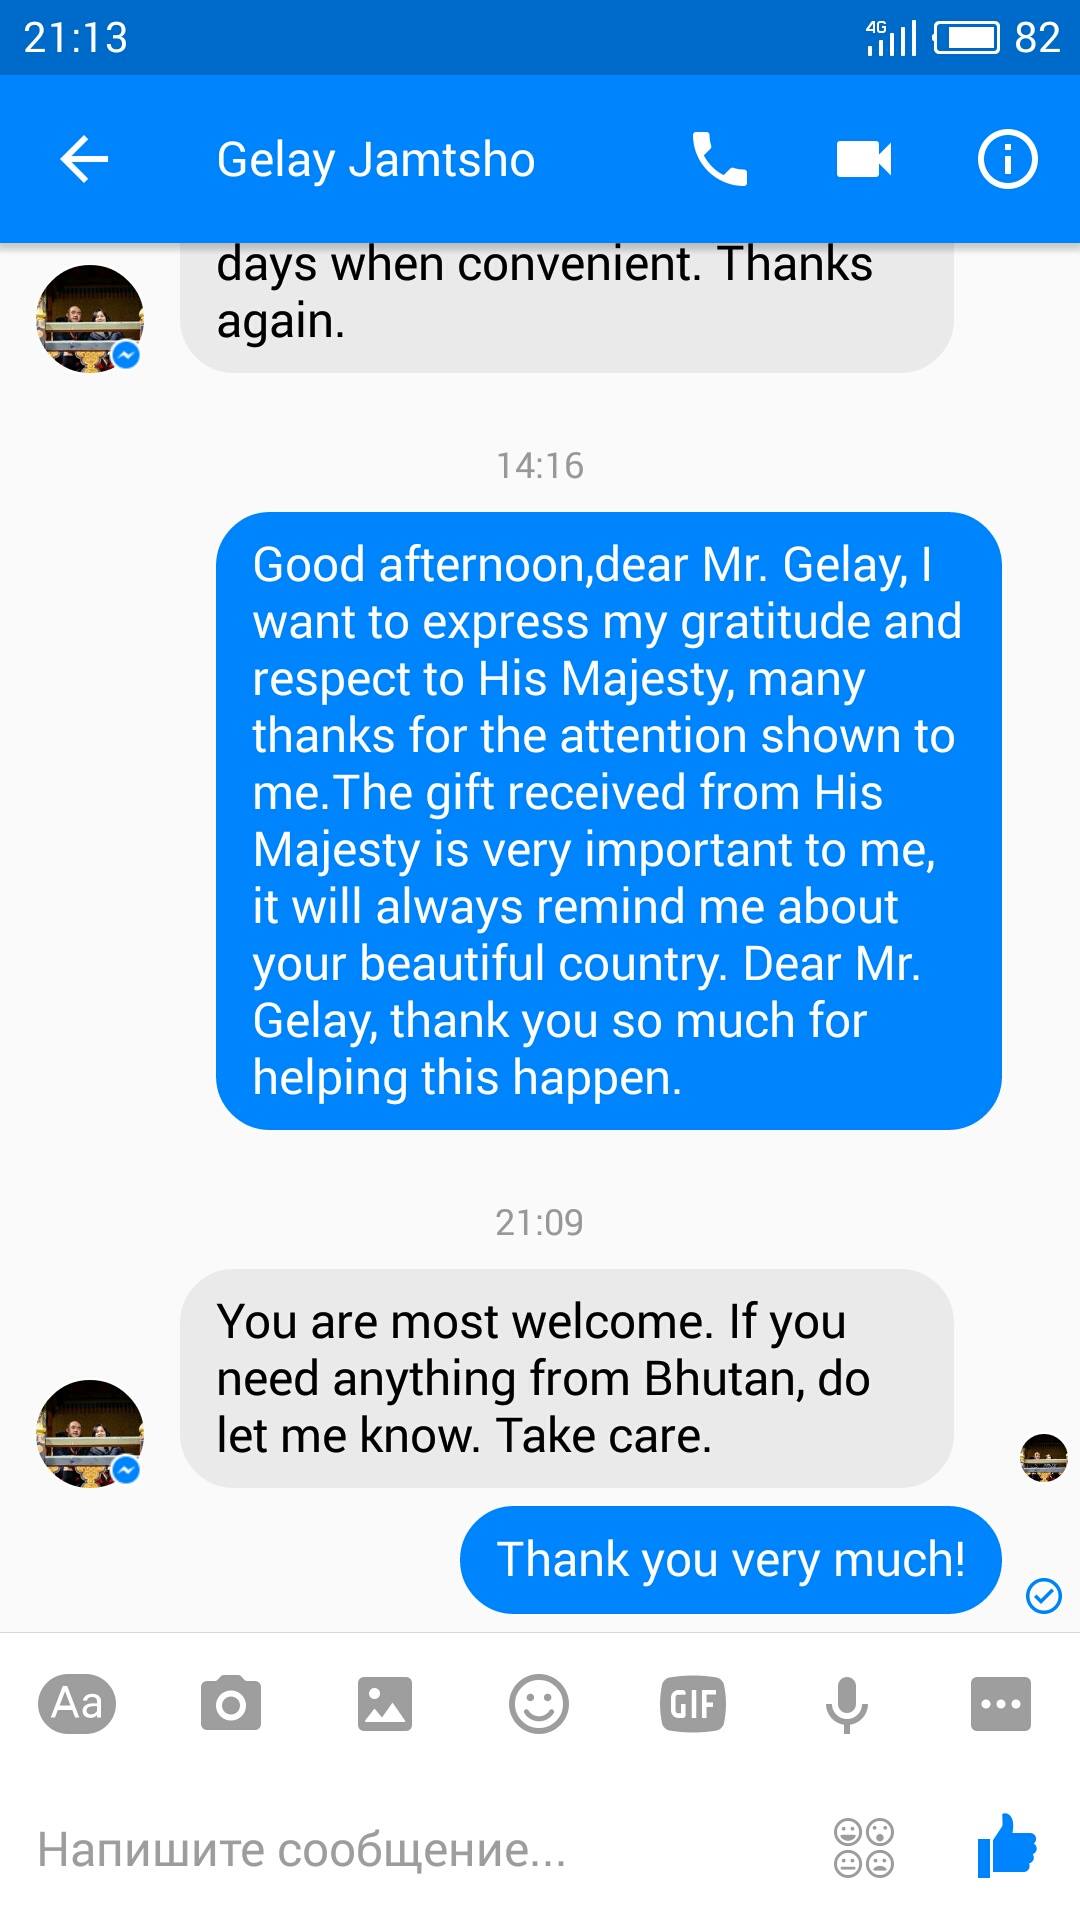 21:13
4G
82
Gelay Jamtsho
days when convenient. Thanks
again.
14:16
Good afternoon,dear Mr. Gelay, I
want to express my gratitude and
respect to His Majesty, many
thanks for the attention shown to
me.The gift received from His
Majesty is very important to me,
it will always remind me about
your beautiful country. Dear Mr.
Gelay, thank you so much for
helping this happen.
21:09
You are most welcome. If you
need anything from Bhutan, do
let me know. Take care.
Thank you very much!
Aa
GIF
Напишите сообщение...